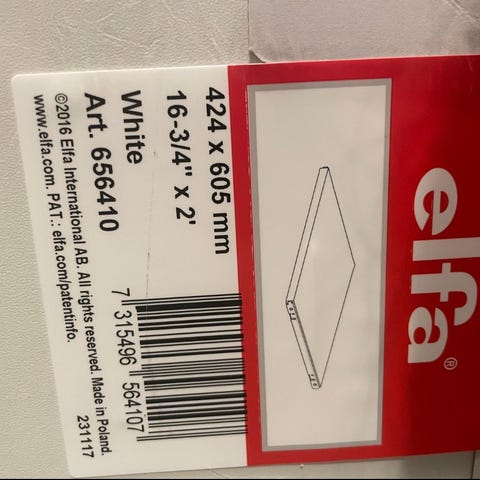 elfa®
424 x 605 mm
16-3/4" x 2'
White
Art. 656410
7 315496 564107
©2016 Elfa International AB. All rights reserved. Made in Poland.
www.elfa.com. PAT.: elfa.com/patentinfo.
231117